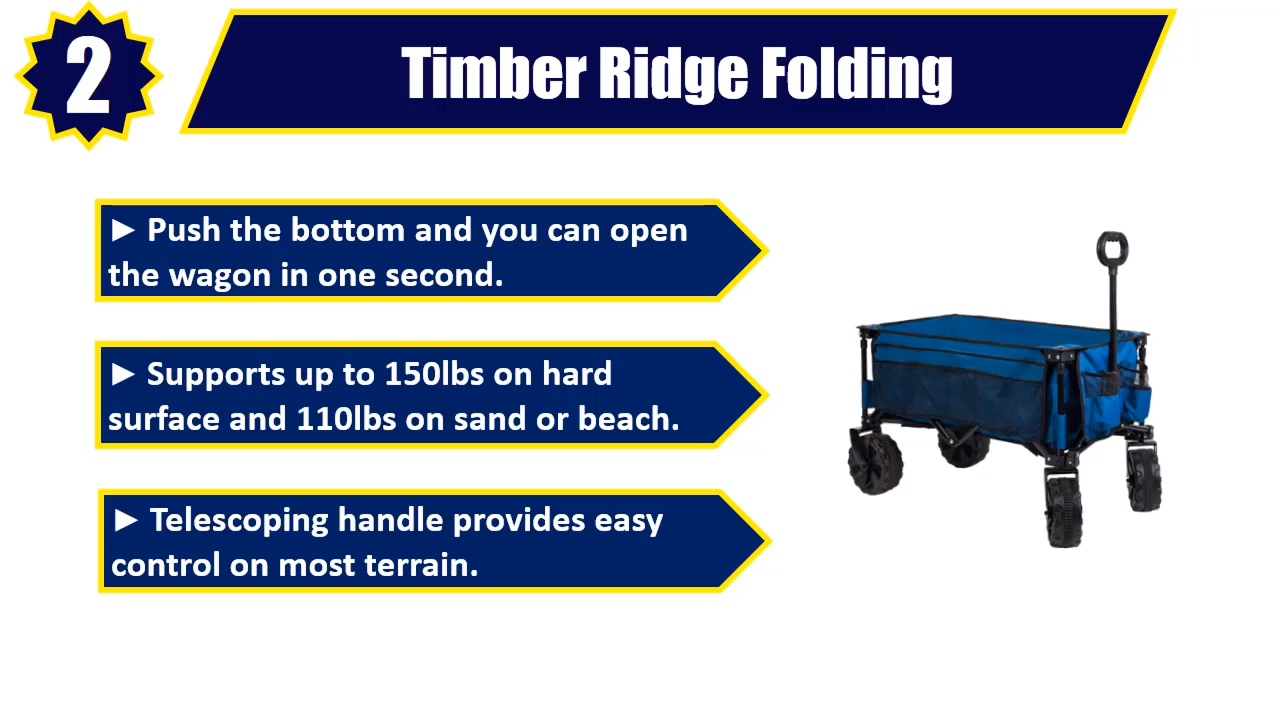 2
Timber Ridge Folding
► Push the bottom and you can open
the wagon in one second.
► Supports up to 150lbs on hard
surface and 110lbs on sand or beach.
► Telescoping handle provides easy
control on most terrain.